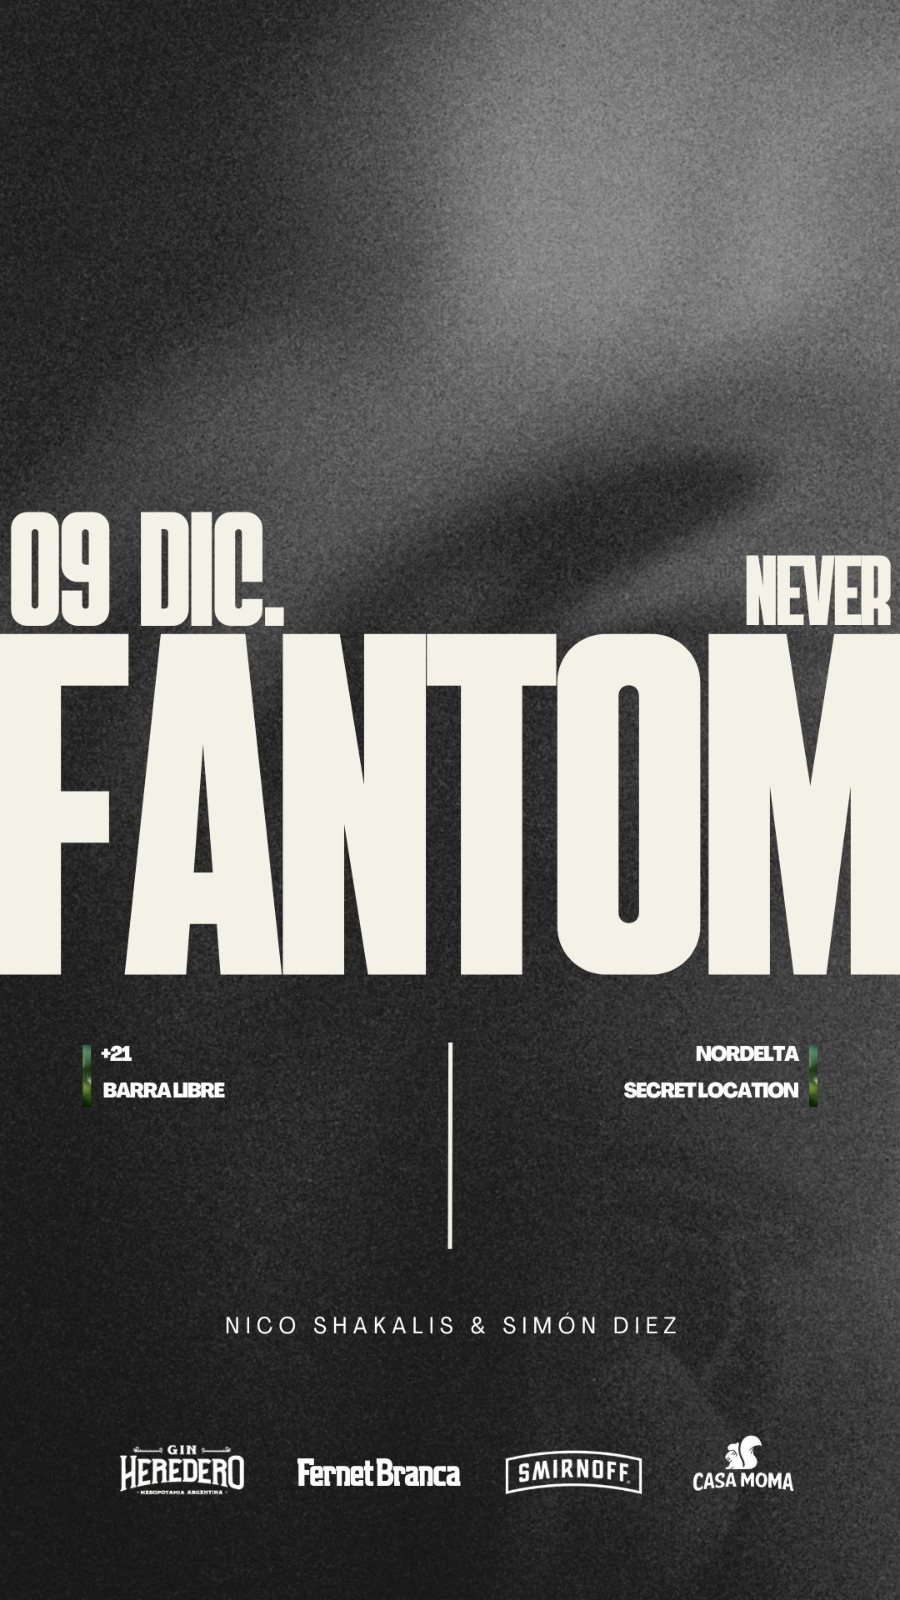 09 DIC.
NEVER
FANTOM
+21
BARRA LIBRE
NORDELTA
SECRET LOCATION
NICO SHAKALIS & SIMÓN DIEZ
GIN
HEREDERO
MESOPOTAMIA ARGENTINA
Fernet Branca
SMIRNOFF
CASA MOMA